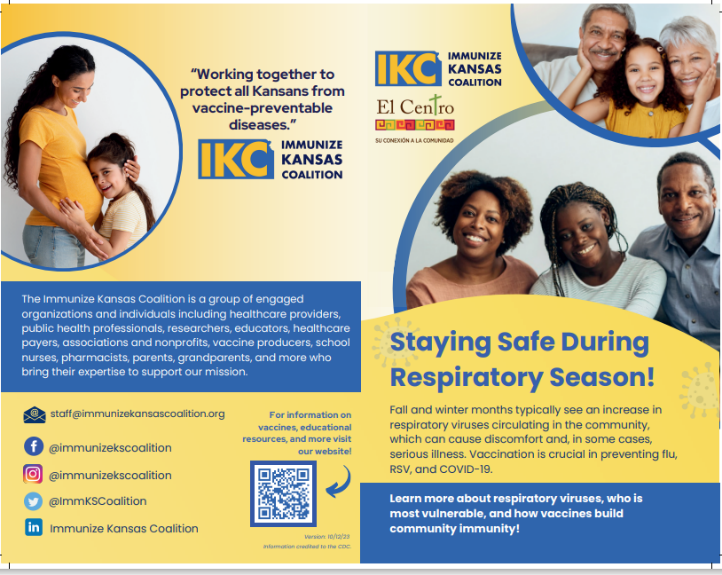 “Working together to
protect all Kansans from
vaccine-preventable
diseases.”
IKC IMMUNIZE
KANSAS
COALITION
The Immunize Kansas Coalition is a group of engaged
organizations and individuals including healthcare providers,
public health professionals, researchers, educators, healthcare
payers, associations and nonprofits, vaccine producers, school
nurses, pharmacists, parents, grandparents, and more who
bring their expertise to support our mission.
staff@immunizekansascoalition.org
@immunizekscoalition
@immunizekscoalition
@ImmKSCoalition
Immunize Kansas Coalition
For information on
vaccines, educational
resources, and more visit
our website!
Version: 10/12/23
Information credited to the CDC.
IKC IMMUNIZE
KANSAS
COALITION
El Centro
SU CONEXIÓN A LA COMUNIDAD
Staying Safe During
Respiratory Season!
Fall and winter months typically see an increase in
respiratory viruses circulating in the community,
which can cause discomfort and, in some cases,
serious illness. Vaccination is crucial in preventing flu,
RSV, and COVID-19.
Learn more about respiratory viruses, who is
most vulnerable, and how vaccines build
community immunity!